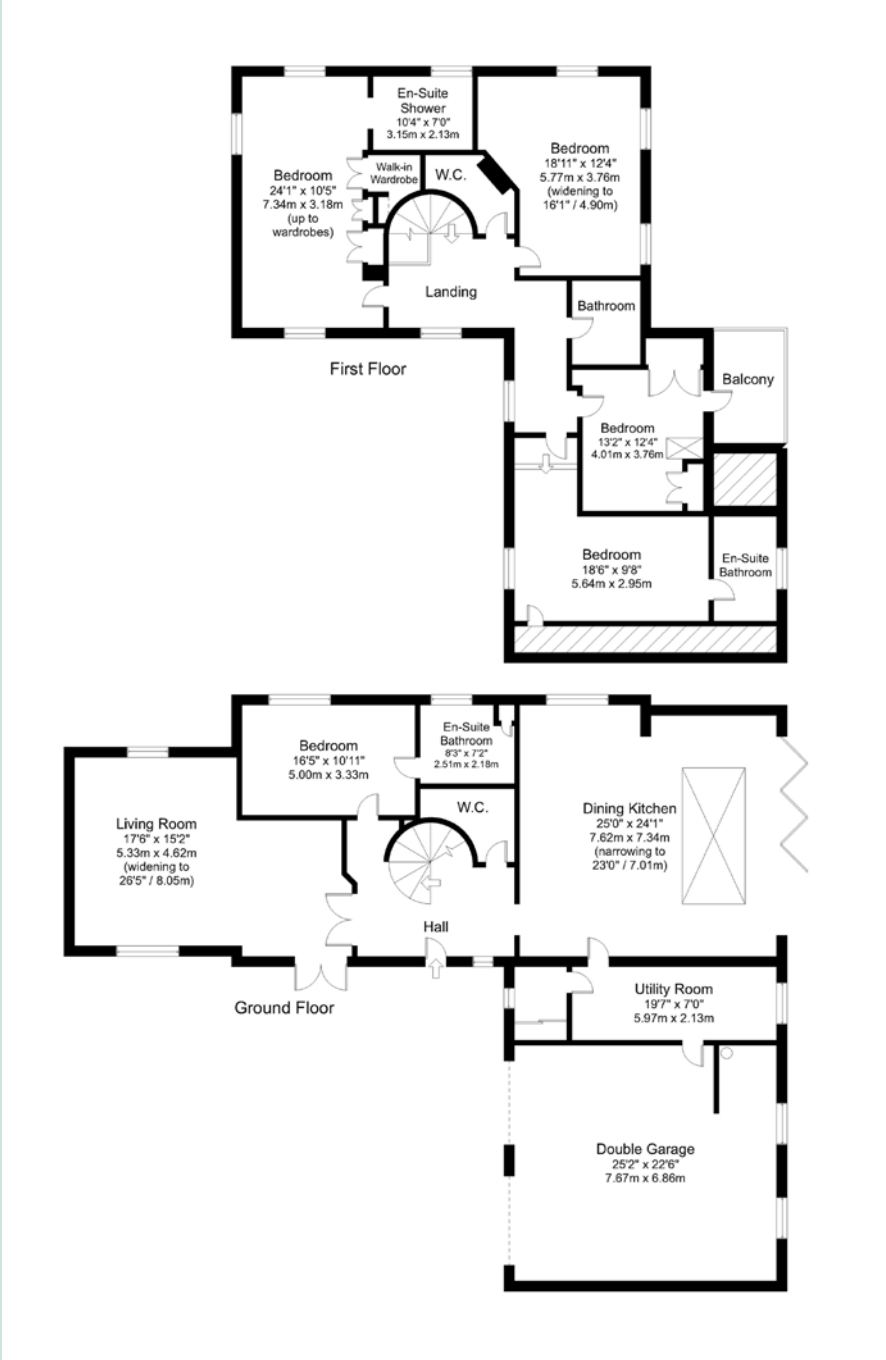 En-Suite
Shower
10'4" x 7'0"
3.15m x 2.13m
Bedroom
18'11" x 12'4"
5.77m x 3.76m
(widening to
16'1" / 4.90m)
Walk-in
Wardrobe
W.C.
Bedroom
24'1" x 10'5"
7.34m x 3.18m
(up to
wardrobes)
Landing
Bathroom
First Floor
Balcony
Bedroom
13'2" x 12'4"
4.01m x 3.76m
Bedroom
18'6" x 9'8"
5.64m x 2.95m
En-Suite
Bathroom
Bedroom
16'5" x 10'11"
5.00m x 3.33m
En-Suite
Bathroom
8'3" x 7'2"
2.51m x 2.18m
W.C.
Living Room
17'6" x 15'2"
5.33m x 4.62m
(widening to
26'5" / 8.05m)
Dining Kitchen
25'0" x 24'1"
7.62m x 7.34m
(narrowing to
23'0" / 7.01m)
Hall
Ground Floor
Utility Room
19'7" x 7'0"
5.97m x 2.13m
Double Garage
25'2" x 22'6"
7.67m x 6.86m